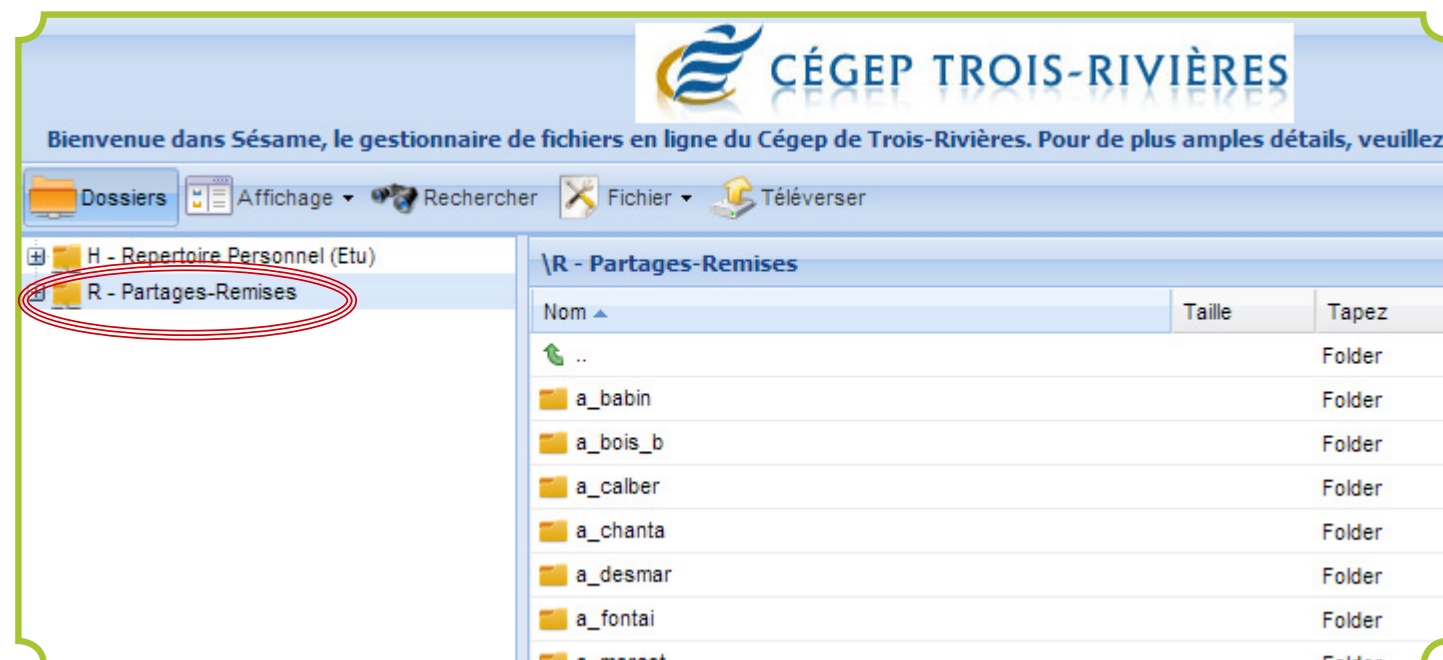 CÉGEP TROIS-RIVIÈRES
Bienvenue dans Sésame, le gestionnaire de fichiers en ligne du Cégep de Trois-Rivières. Pour de plus amples détails, veuillez
Dossiers Affichage Rechercher Fichier Téléverser
H - Repertoire Personnel (Etu)
R - Partages-Remises
\R - Partages-Remises
Nom Taille Tapez
.. Folder
a_babin Folder
a_bois_b Folder
a_calber Folder
a_chanta Folder
a_desmar Folder
a_fontai Folder